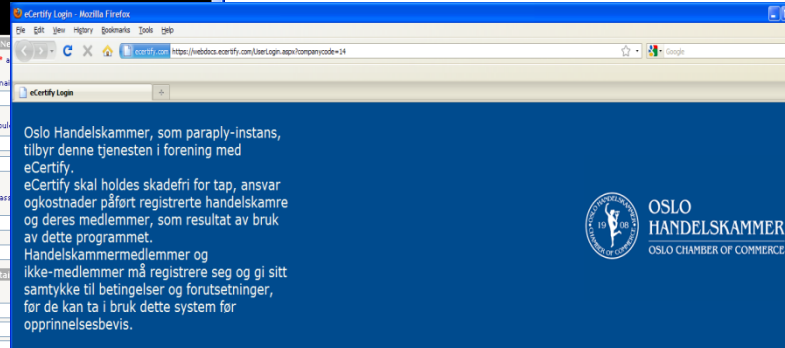 eCertify Login - Mozilla Firefox
File Edit View History Bookmarks Tools Help
ecertify.com https://webdocs.ecertify.com/UserLogin.aspx?companycode=14
Google
eCertify Login
Oslo Handelskammer, som paraply-instans,
tilbyr denne tjenesten i forening med
eCertify.
eCertify skal holdes skadefri for tap, ansvar
ogkostnader påført registrerte handelskamre
og deres medlemmer, som resultat av bruk
av dette programmet.
Handelskammermedlemmer og
ikke-medlemmer må registrere seg og gi sitt
samtykke til betingelser og forutsetninger,
før de kan ta i bruk dette system før
opprinnelsesbevis.
OSLO
HANDELSKAMMER
OSLO CHAMBER OF COMMERCE
19 08
CHAMBER OF COMMERCE